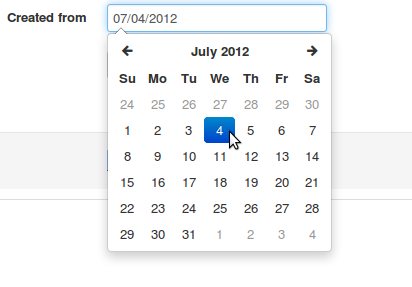 Created from 07/04/2012
July 2012
Su Mo Tu We Th Fr Sa
24 25 26 27 28 29 30
1 2 3 4 5 6 7
8 9 10 11 12 13 14
15 16 17 18 19 20 21
22 23 24 25 26 27 28
29 30 31 1 2 3 4